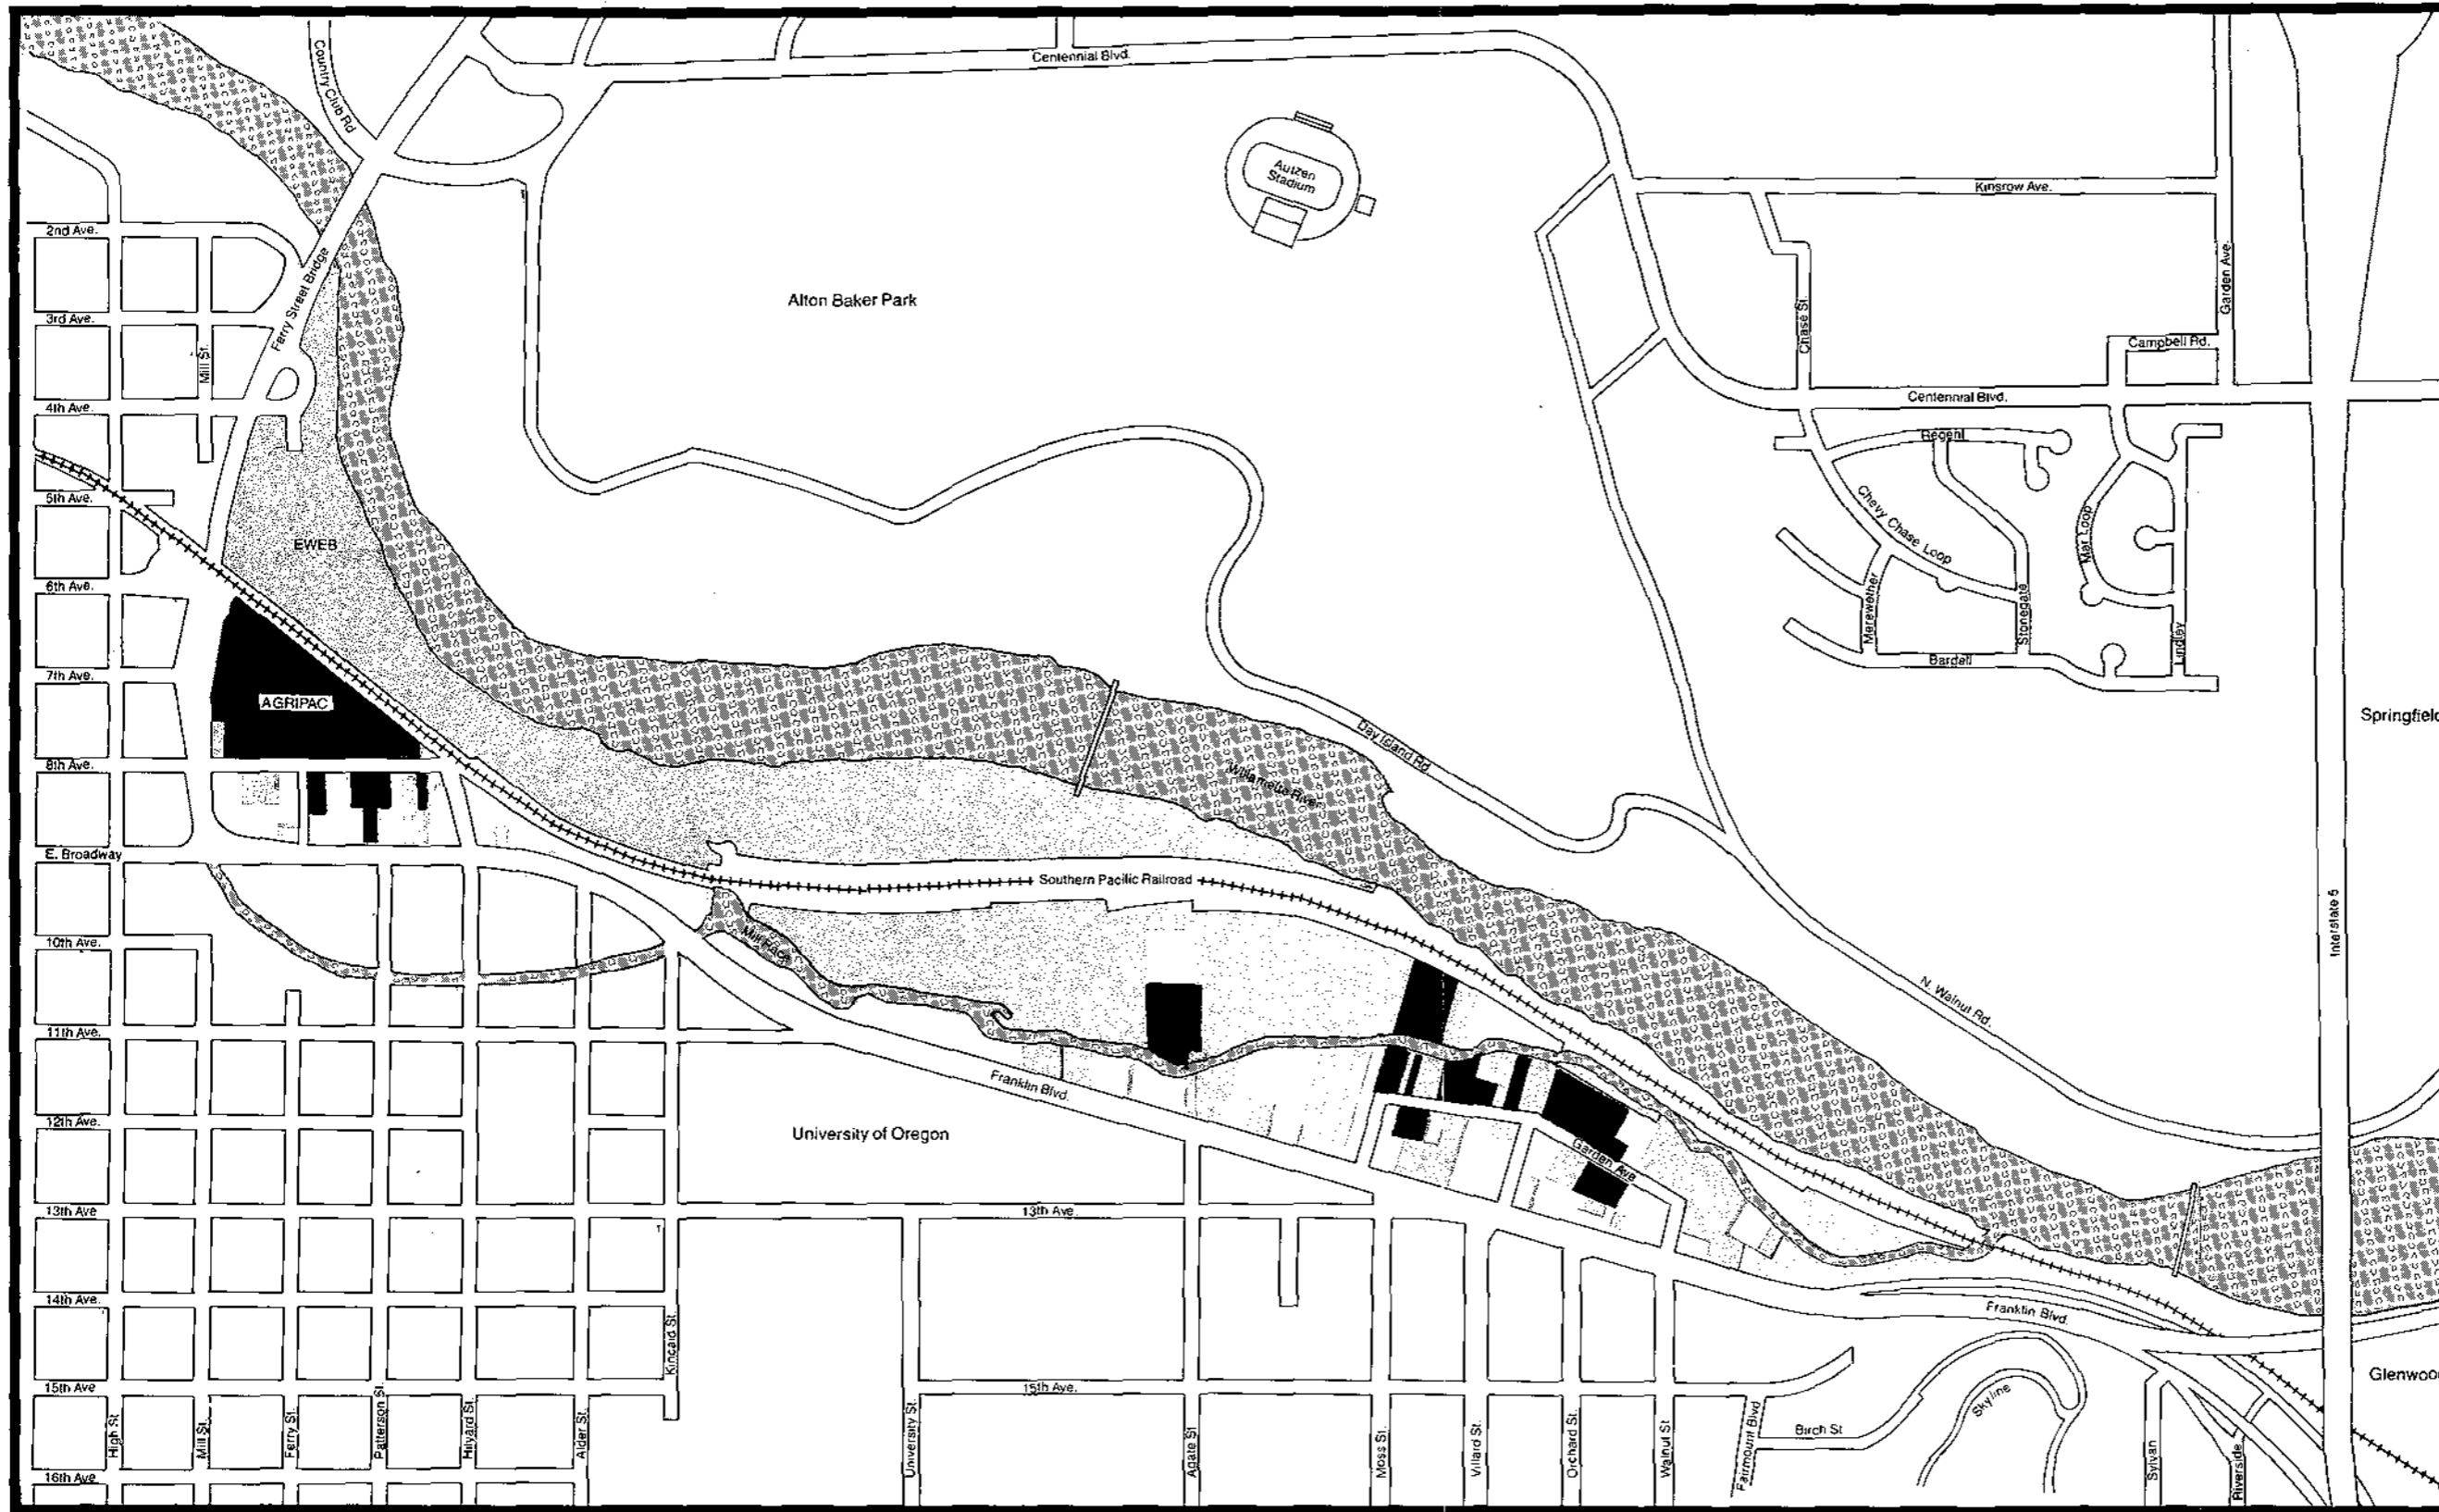 Country Club Rd
Centennial Blvd.
Autzen
Stadium
Kinsrow Ave.
2nd Ave.
Ferry Street Bridge
Alton Baker Park
Garden Ave.
3rd Ave.
Mill St.
Chase St.
Campbell Rd.
4th Ave.
Centennial Blvd.
Regent
5th Ave.
EWEB
Chevy Chase Loop
Mar Loop
6th Ave.
Merewether
Stonegate
Lindley
Bardell
7th Ave.
AGRIPAC
Springfield
Day Island Rd.
8th Ave.
Willamette River
E. Broadway
Southern Pacific Railroad
Interstate 5
10th Ave.
Mill Race
N. Walnut Rd.
11th Ave.
Franklin Blvd.
12th Ave.
University of Oregon
Garden Ave
13th Ave
13th Ave.
14th Ave.
Kincaid St.
Franklin Blvd.
15th Ave
15th Ave.
Glenwoo
Skyline
High St
Mill St.
Ferry St.
Patterson St.
Hilyard St.
Alder St.
University St.
Agate St
Moss St.
Villard St.
Orchard St.
Walnut St
Fairmount Blvd
Birch St
Sylvan
Riverside
16th Ave